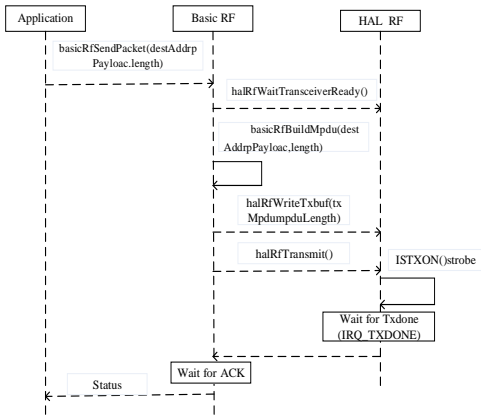 Application
Basic RF
HAL RF
basicRfSendPacket(destAddrp
Payloac.length)
halRfWaitTransceiverReady()
basicRfBuildMpdu(dest
AddrpPayloac,length)
halRfWriteTxbuf(tx
MpdumpduLength)
halRfTransmit()
ISTXON()strobe
Wait for Txdone
(IRQ_TXDONE)
Wait for ACK
Status